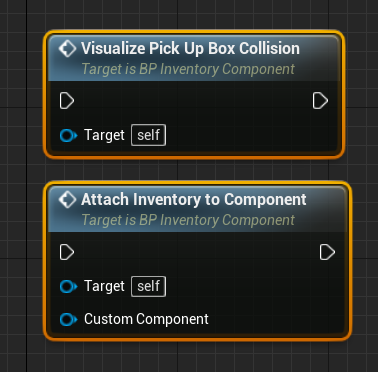 Visualize Pick Up Box Collision
Target is BP Inventory Component
Target self
Attach Inventory to Component
Target is BP Inventory Component
Target self
Custom Component